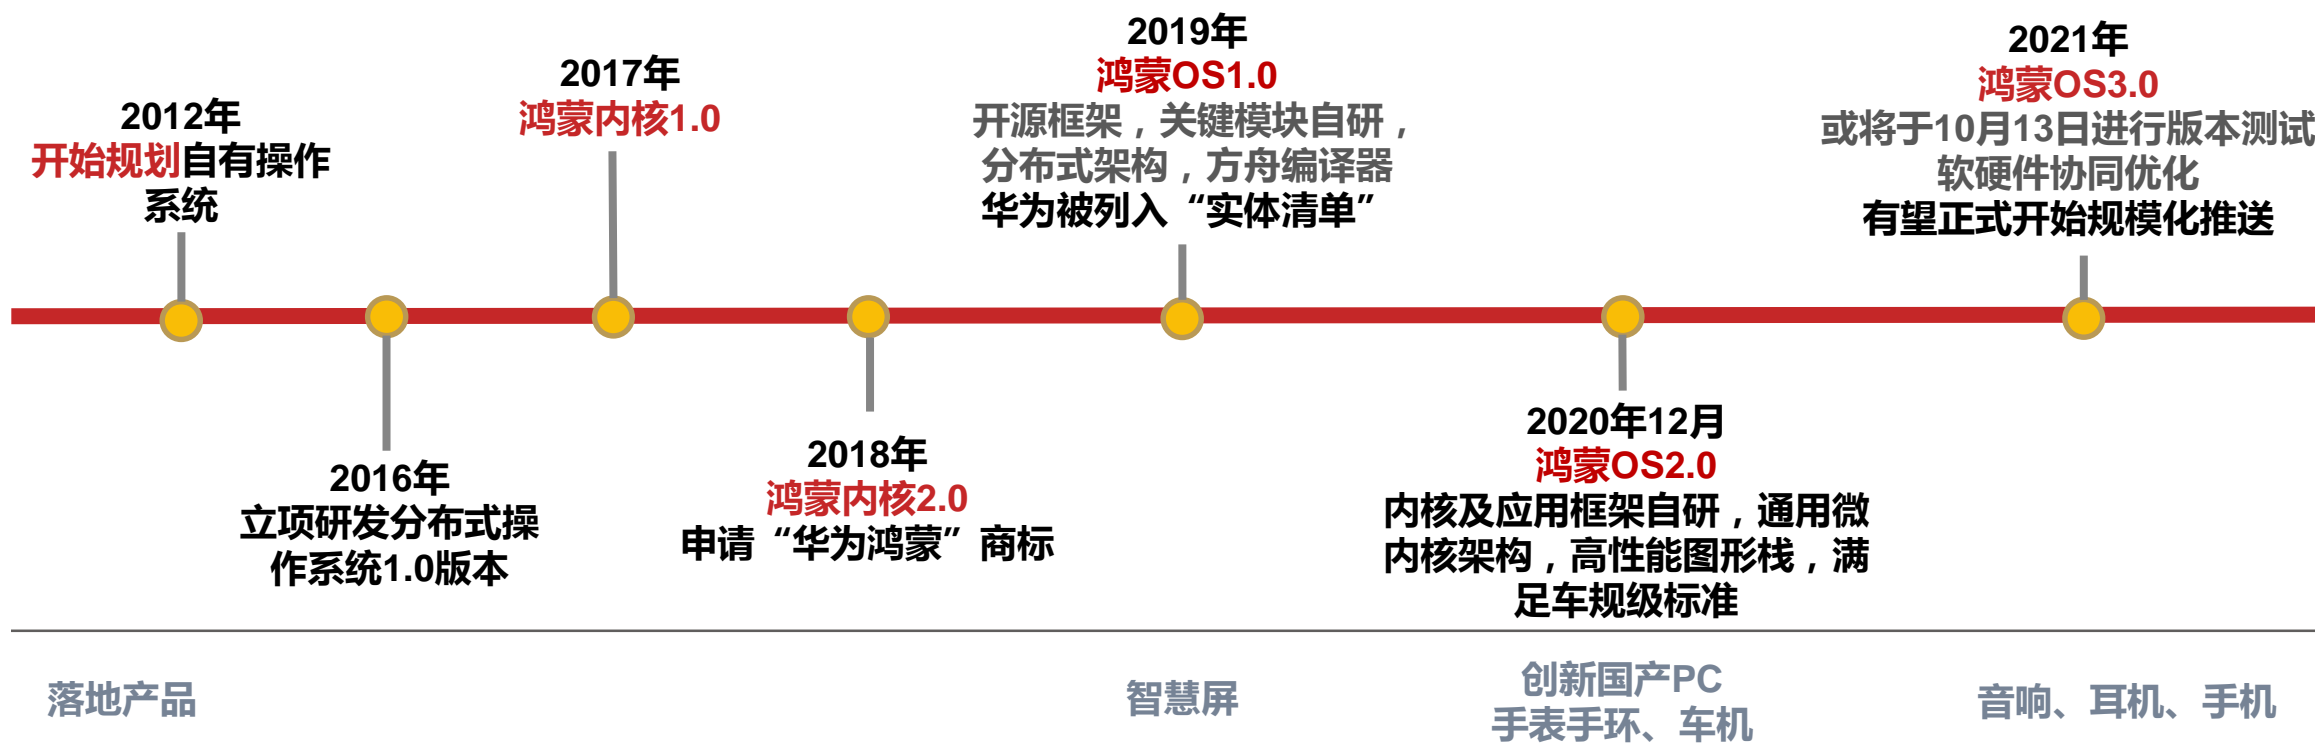 2012年
开始规划自有操作
系统
2016年
立项研发分布式操
作系统1.0版本
2017年
鸿蒙内核1.0
2018年
鸿蒙内核2.0
申请“华为鸿蒙”商标
2019年
鸿蒙OS1.0
开源框架，关键模块自研，
分布式架构，方舟编译器
华为被列入“实体清单”
2020年12月
鸿蒙OS2.0
内核及应用框架自研，通用微
内核架构，高性能图形栈，满
足车规级标准
2021年
鸿蒙OS3.0
或将于10月13日进行版本测试
软硬件协同优化
有望正式开始规模化推送
落地产品
智慧屏
创新国产PC
手表手环、车机
音响、耳机、手机